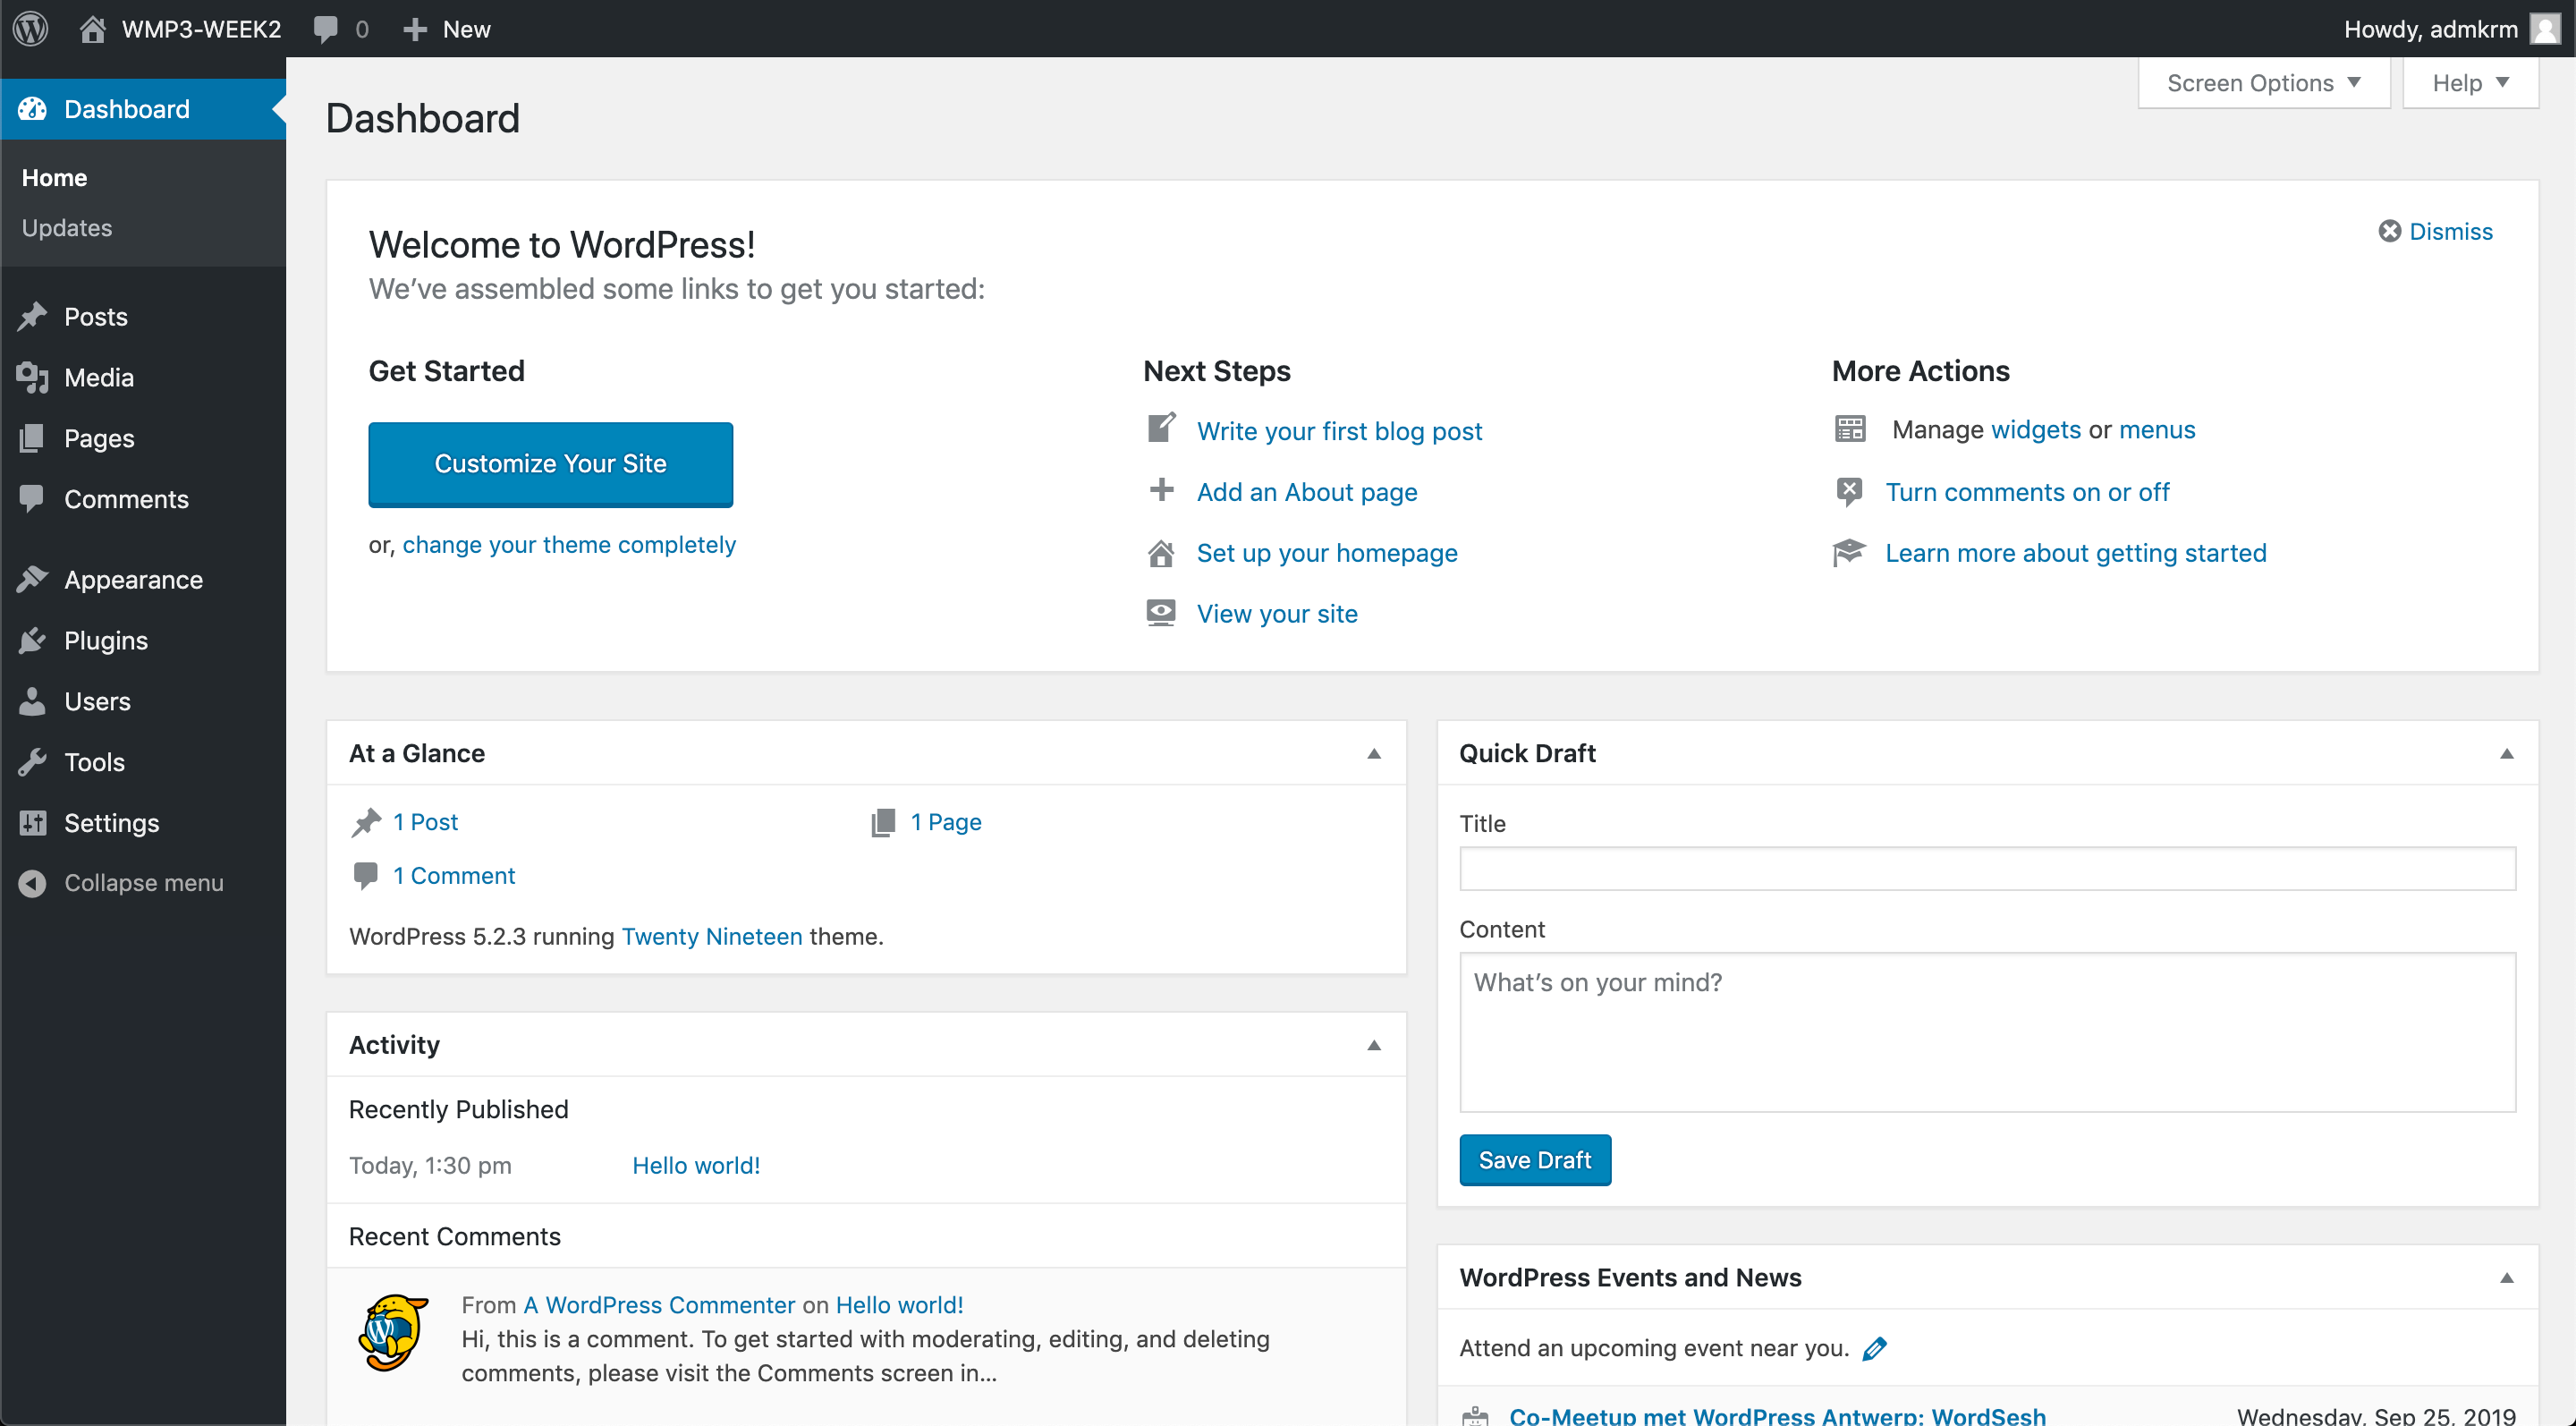 WMP3-WEEK2 0 New Howdy, admkrm
Dashboard
Home
Updates
Posts
Media
Pages
Comments
Appearance
Plugins
Users
Tools
Settings
Collapse menu
Screen Options Help
Dashboard
Welcome to WordPress!
Dismiss
We’ve assembled some links to get you started:
Get Started
Customize Your Site
or, change your theme completely
Next Steps
Write your first blog post
Add an About page
Set up your homepage
View your site
More Actions
Manage widgets or menus
Turn comments on or off
Learn more about getting started
At a Glance
1 Post
1 Page
1 Comment
WordPress 5.2.3 running Twenty Nineteen theme.
Activity
Recently Published
Today, 1:30 pm Hello world!
Recent Comments
From A WordPress Commenter on Hello world!
Hi, this is a comment. To get started with moderating, editing, and deleting
comments, please visit the Comments screen in…
Quick Draft
Title
Content
What’s on your mind?
Save Draft
WordPress Events and News
Attend an upcoming event near you.
Co-Meetup met WordPress Antwerp: WordSesh Wednesday, Sep 25, 2019